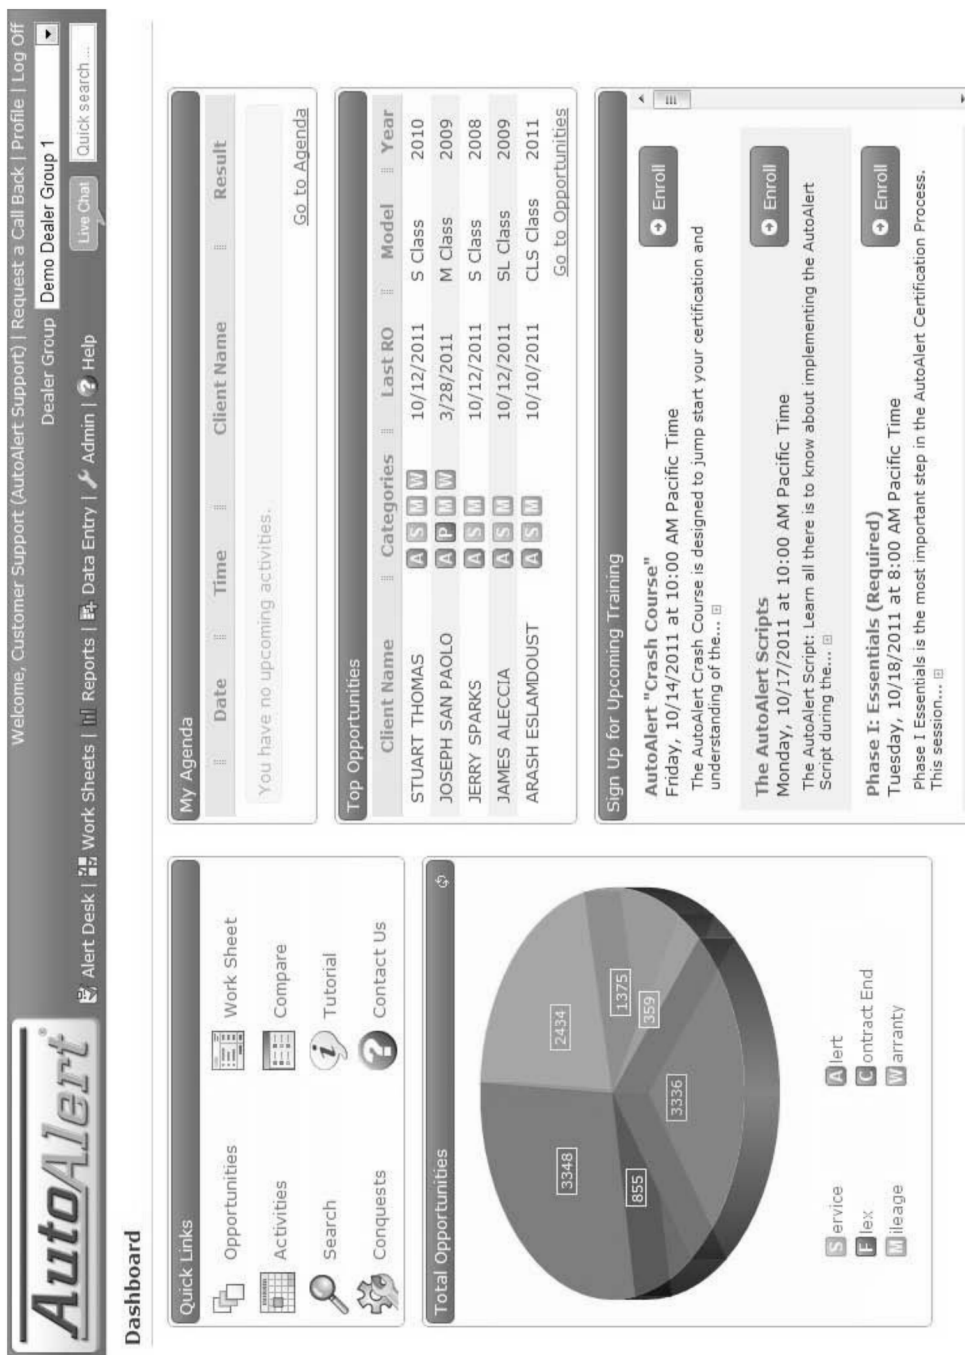 AutoAlert®
Welcome, Customer Support (AutoAlert Support) | Request a Call Back | Profile | Log Off
Dealer Group Demo Dealer Group 1
Alert Desk | Work Sheets | Reports | Data Entry | Admin | ? Help
Live Chat
Quick search ...
Dashboard
Quick Links
Opportunities
Work Sheet
Activities
Compare
Search
i Tutorial
Conquests
? Contact Us
Total Opportunities
2434
1375
359
3336
855
3348
Service
Alert
Flex
Contract End
Mileage
Warranty
My Agenda
Date Time Client Name Result
You have no upcoming activities.
Go to Agenda
Top Opportunities
Client Name Categories Last RO Model Year
STUART THOMAS A S M W 10/12/2011 S Class 2010
JOSEPH SAN PAOLO A P M W 3/28/2011 M Class 2009
JERRY SPARKS A S M 10/12/2011 S Class 2008
JAMES ALECCIA A S M 10/12/2011 SL Class 2009
ARASH ESLAMDOUST A S M 10/10/2011 CLS Class 2011
Go to Opportunities
Sign Up for Upcoming Training
AutoAlert "Crash Course"
Friday, 10/14/2011 at 10:00 AM Pacific Time
Enroll
The AutoAlert Crash Course is designed to jump start your certification and
understanding of the...
The AutoAlert Scripts
Monday, 10/17/2011 at 10:00 AM Pacific Time
Enroll
The AutoAlert Script: Learn all there is to know about implementing the AutoAlert
Script during the...
Phase I: Essentials (Required)
Tuesday, 10/18/2011 at 8:00 AM Pacific Time
Enroll
Phase I Essentials is the most important step in the AutoAlert Certification Process.
This session...